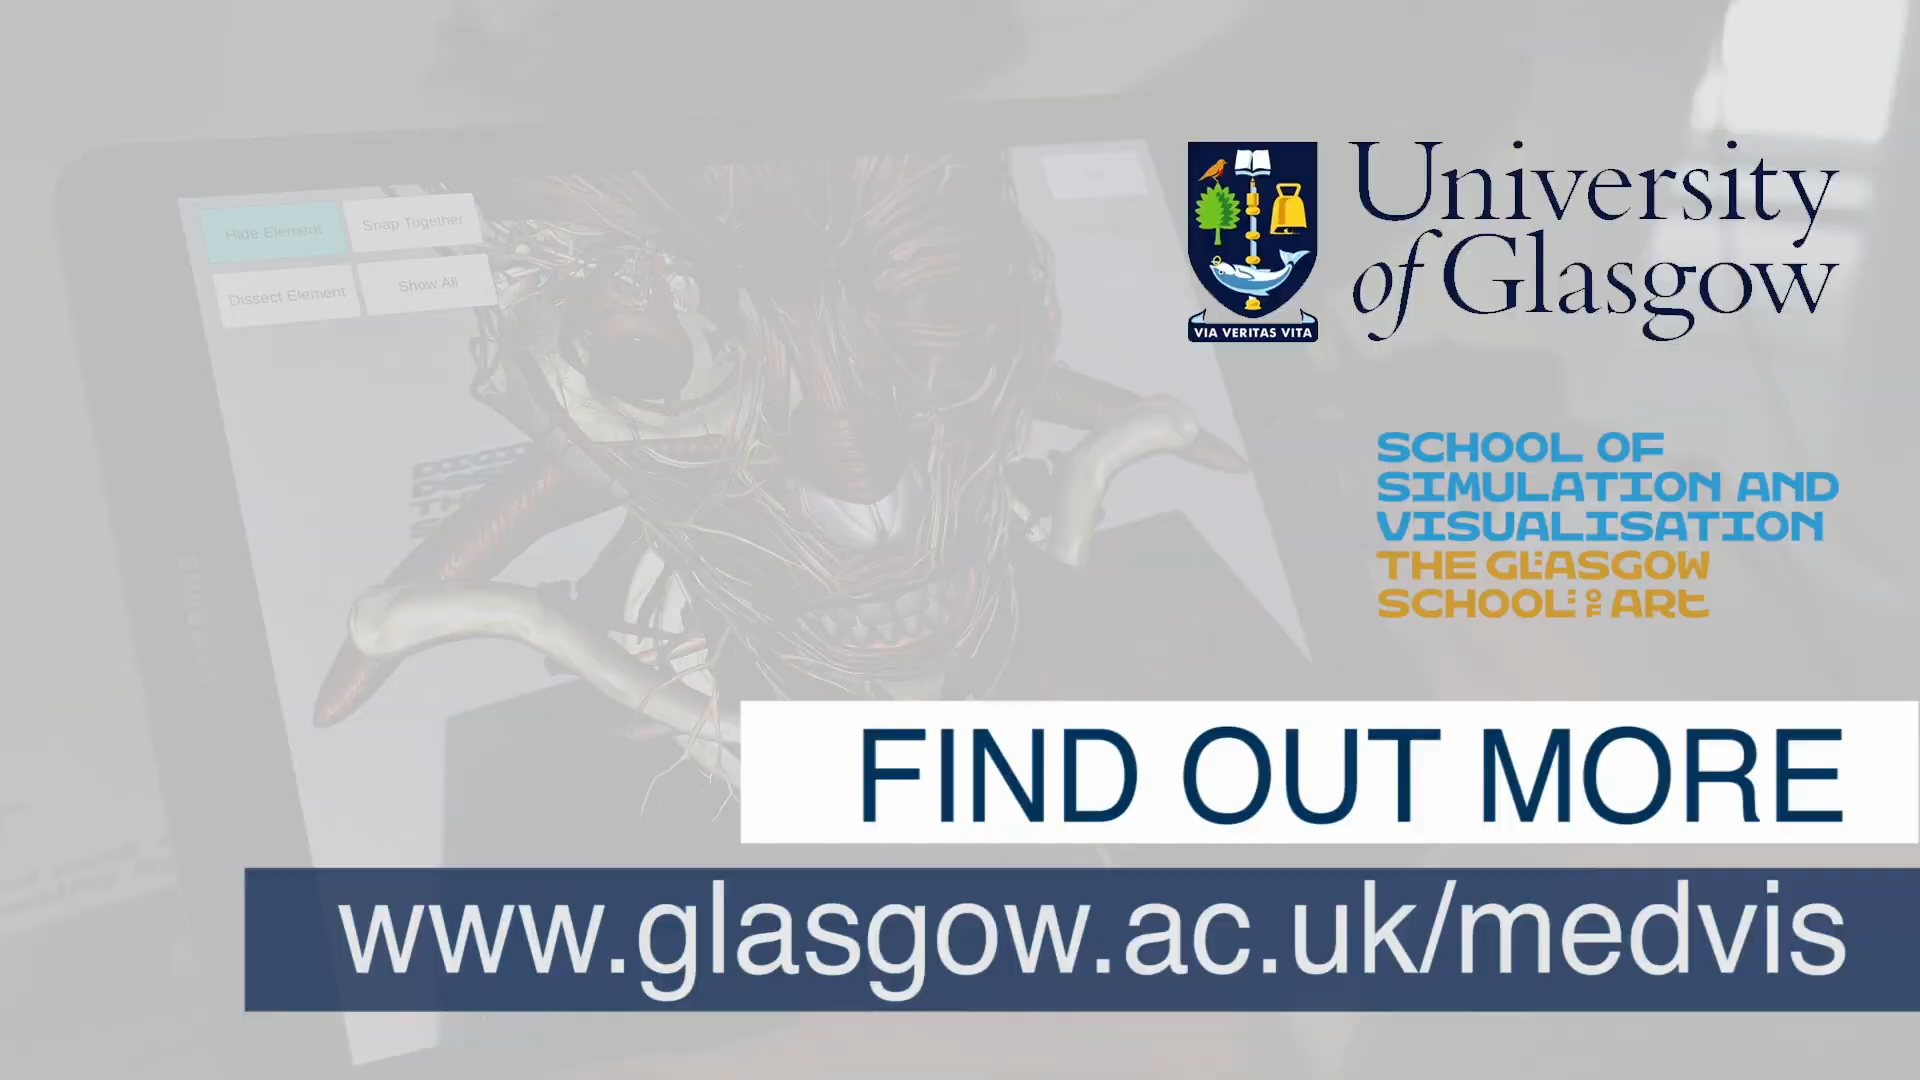 Hide Element
Snap Together
Dissect Element
Show All
University
of Glasgow
VIA VERITAS VITA
SCHOOL OF
SIMULATION AND
VISUALISATION
THE GLASGOW
SCHOOL OF ART
FIND OUT MORE
www.glasgow.ac.uk/medvis